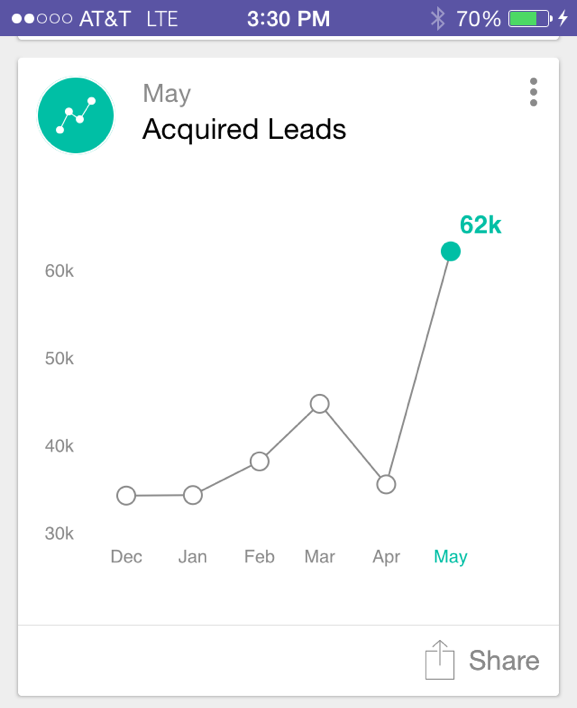 AT&T LTE 3:30 PM 70%
May
Acquired Leads
62k
60k
50k
40k
30k
Dec Jan Feb Mar Apr May
Share